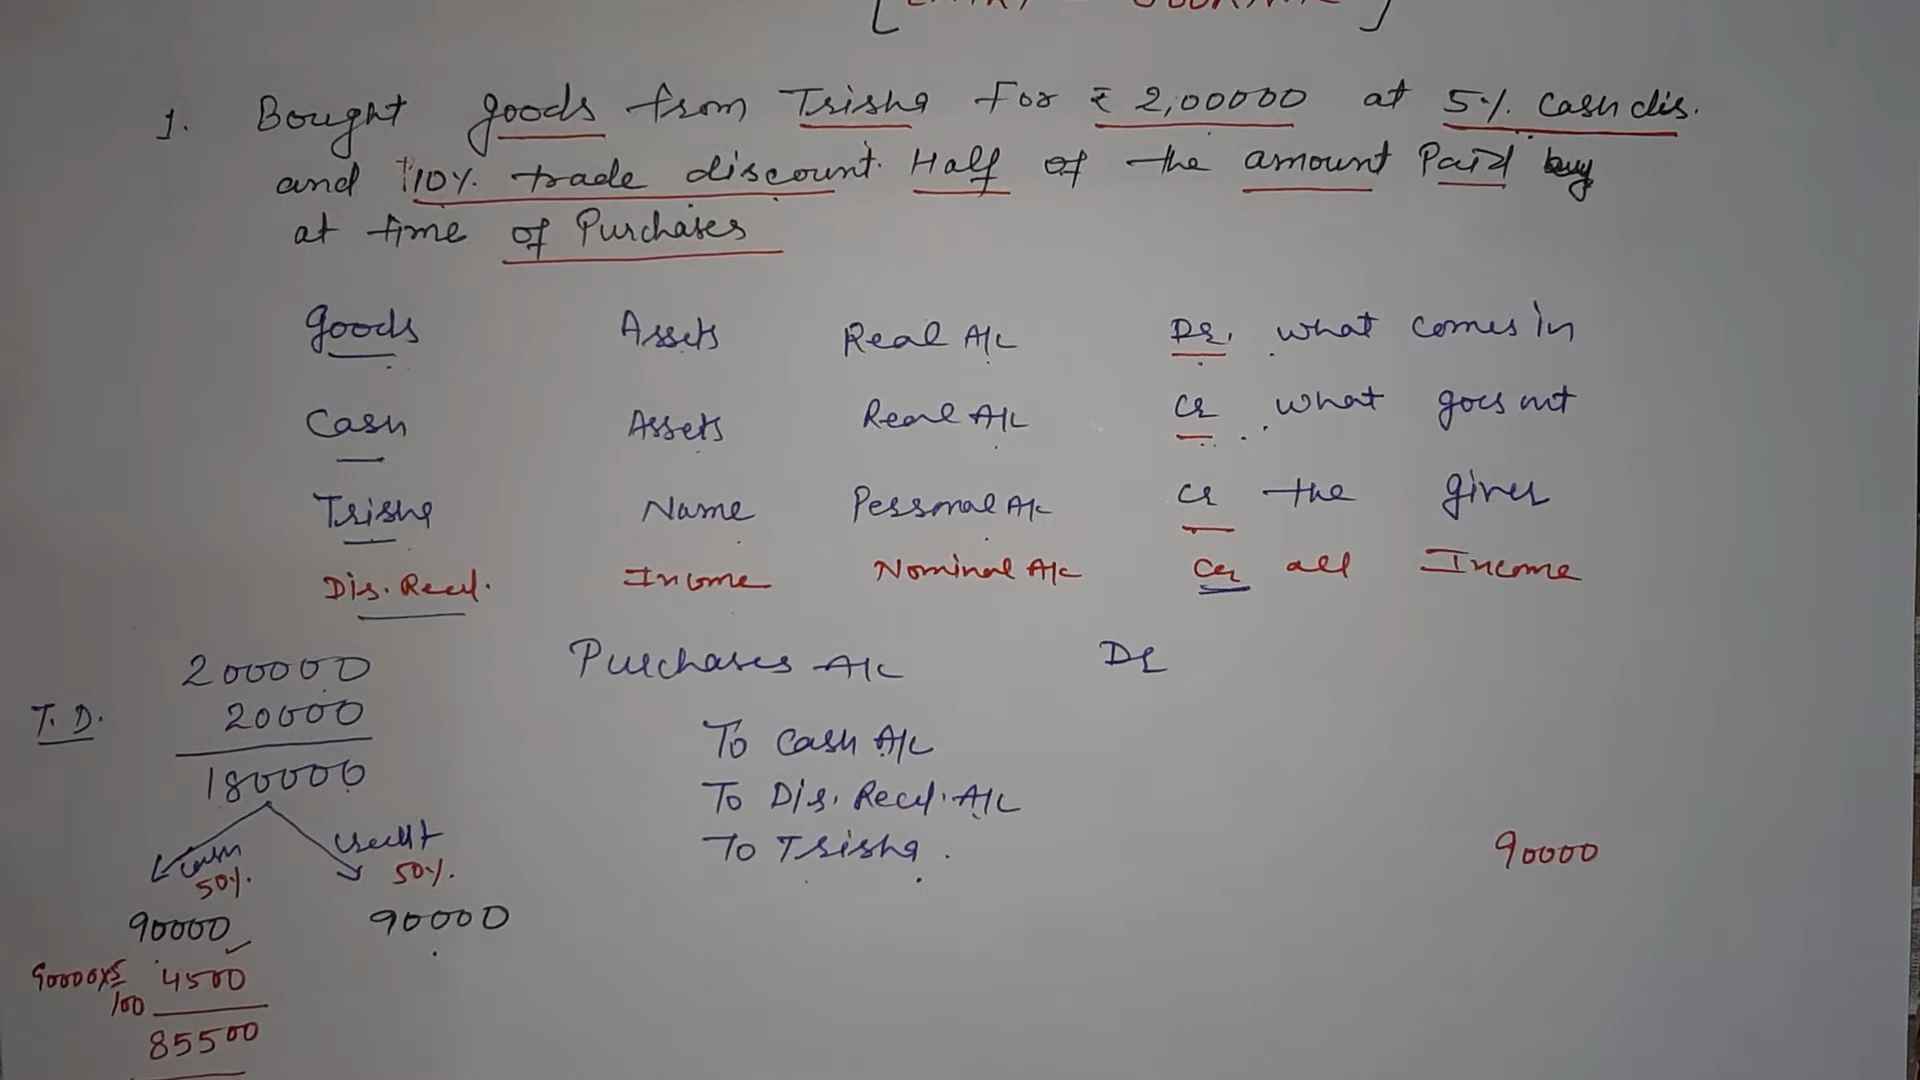 1. Bought goods from Trisha For ₹ 2,00000 at 5% Cash dis.
and 10% trade discount. Half of the amount Paid
at time of Purchases
goods Assets Real A/c Dr. what comes in
Cash Assets Real A/c Cr what goes out
Trisha Name Personal A/c Cr the giver
Dis. Recd. Income Nominal A/c Cr all Income
200000 Purchases A/c Dr
T. D. 20000
To Cash A/c
180000
To Dis. Recd. A/c
Cash credit
To Trisha. 90000
50% 50%.
90000 90000
90000x5/100 4500
85500